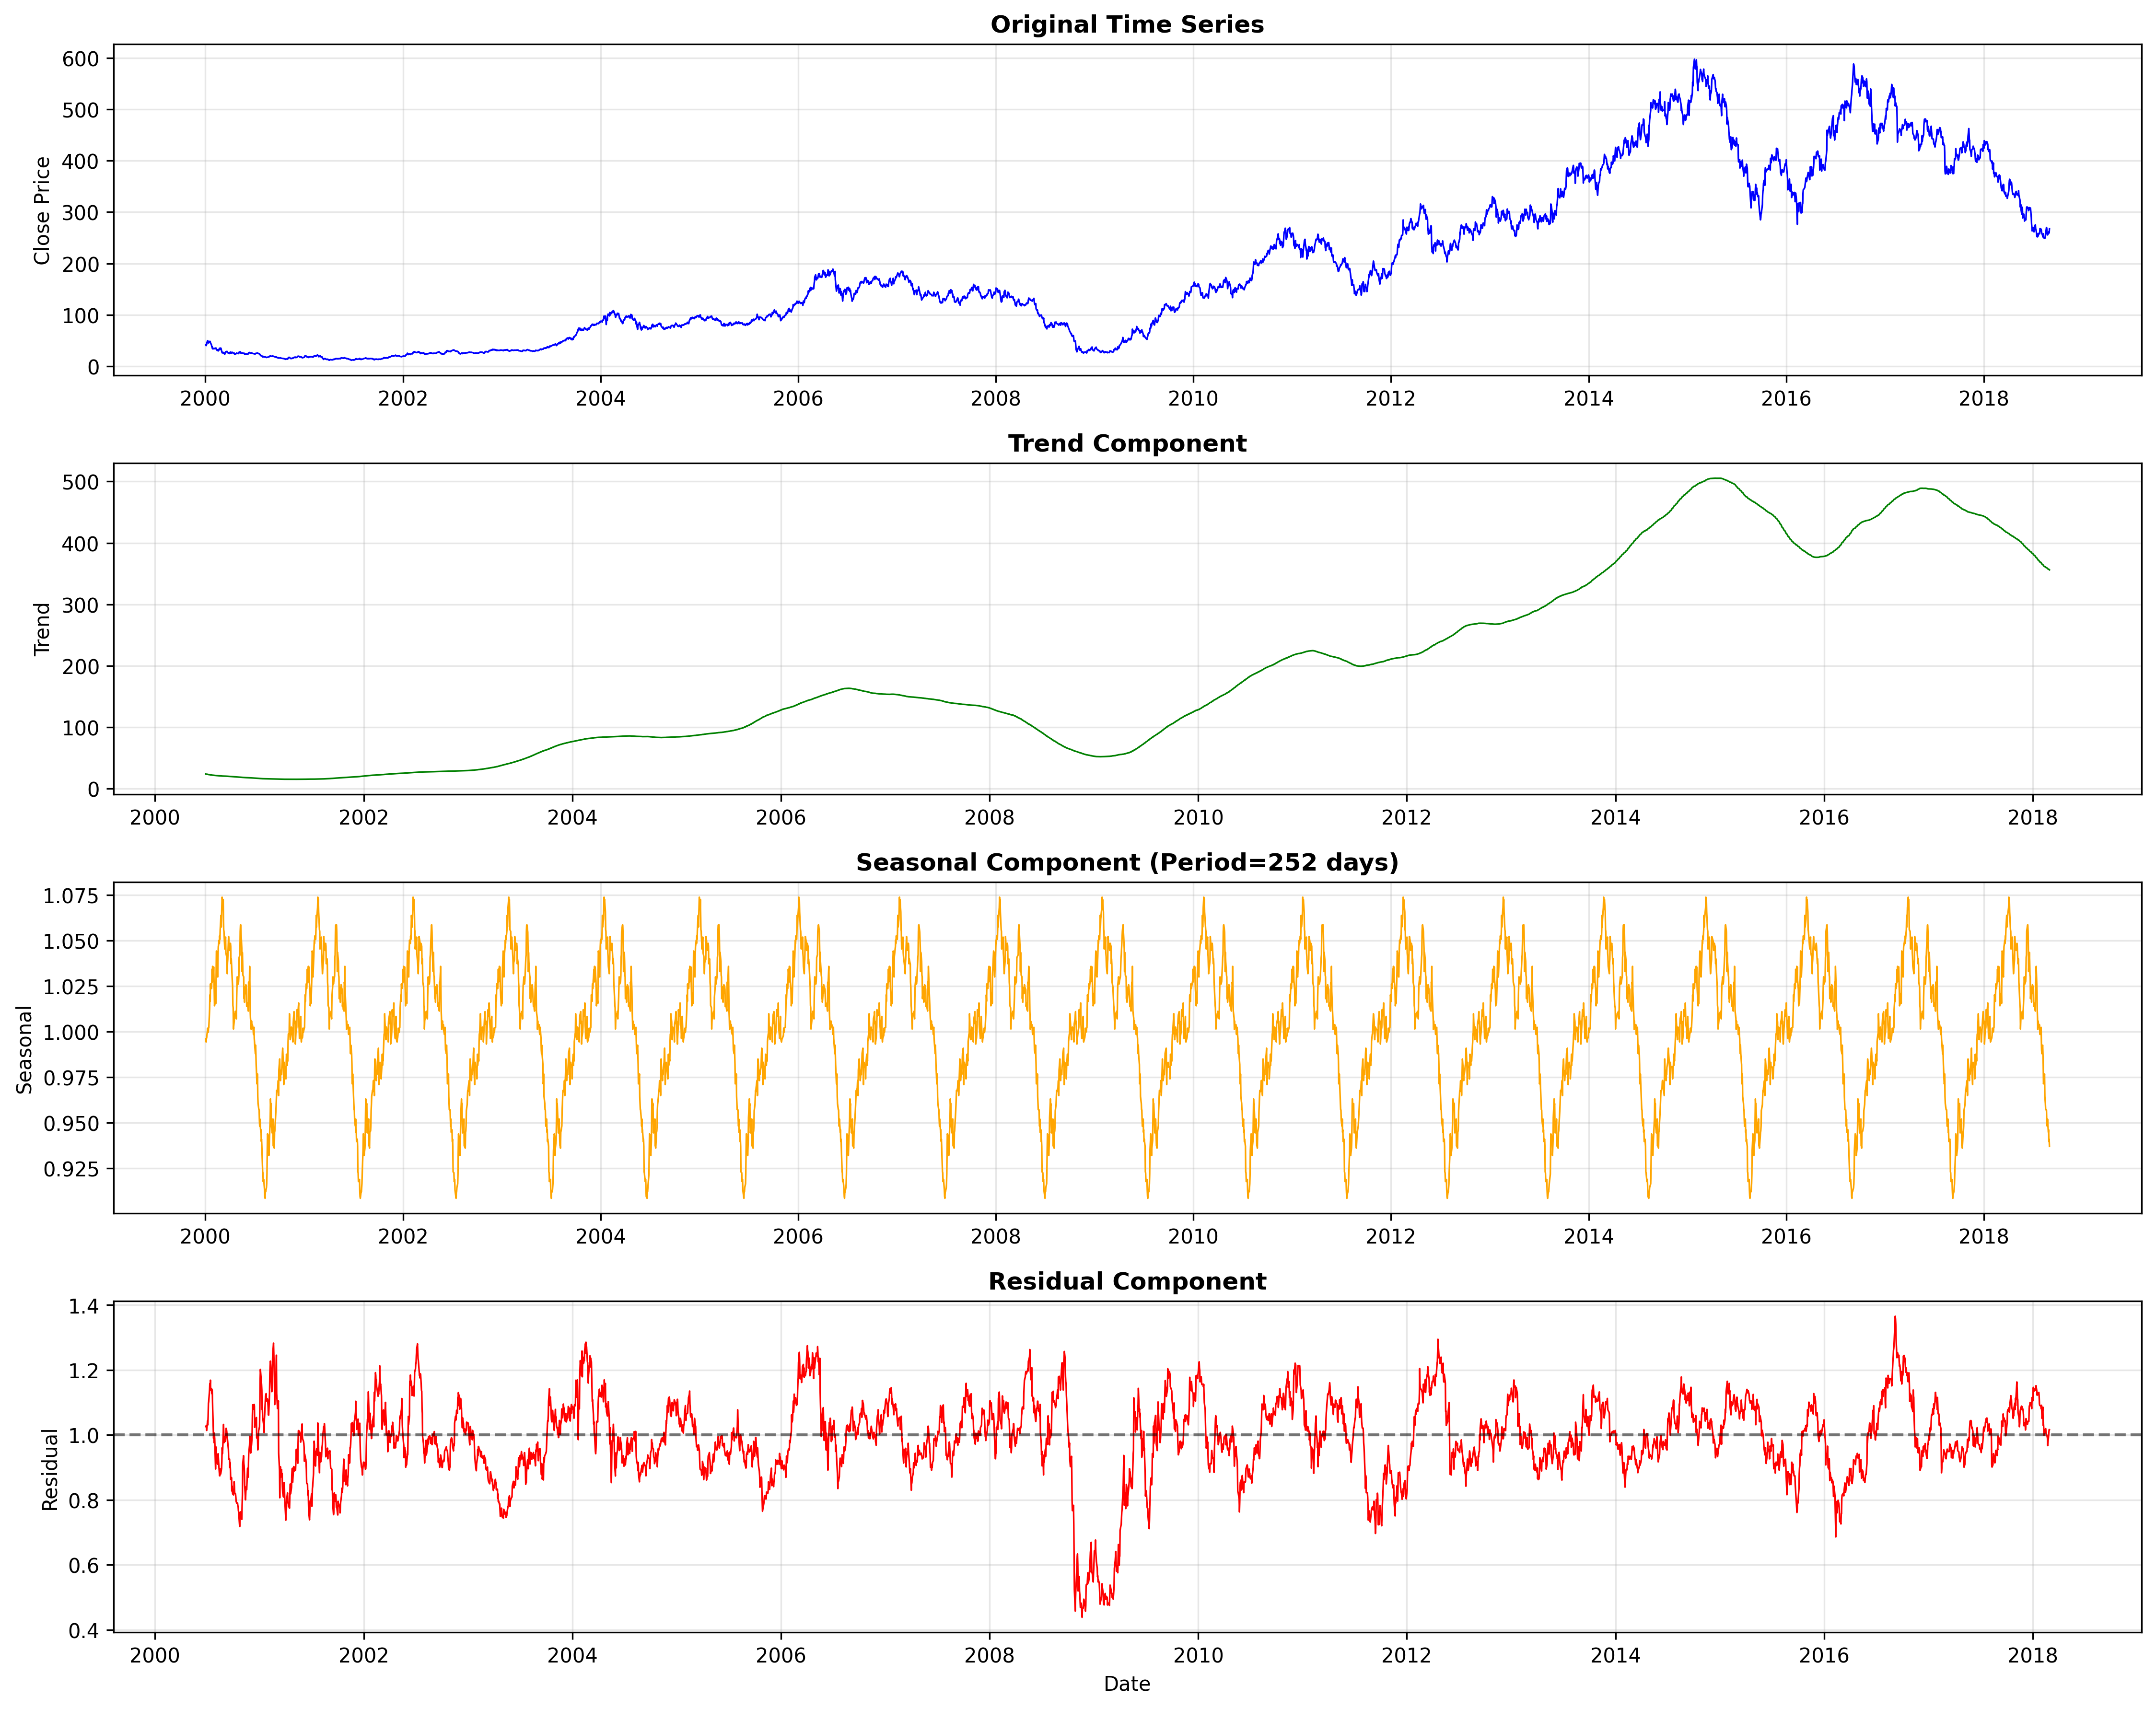 Original Time Series
Close Price
600
500
400
300
200
100
0
2000 2002 2004 2006 2008 2010 2012 2014 2016 2018
Trend Component
Trend
500
400
300
200
100
0
2000 2002 2004 2006 2008 2010 2012 2014 2016 2018
Seasonal Component (Period=252 days)
Seasonal
1.075
1.050
1.025
1.000
0.975
0.950
0.925
2000 2002 2004 2006 2008 2010 2012 2014 2016 2018
Residual Component
Residual
1.4
1.2
1.0
0.8
0.6
0.4
2000 2002 2004 2006 2008 2010 2012 2014 2016 2018
Date